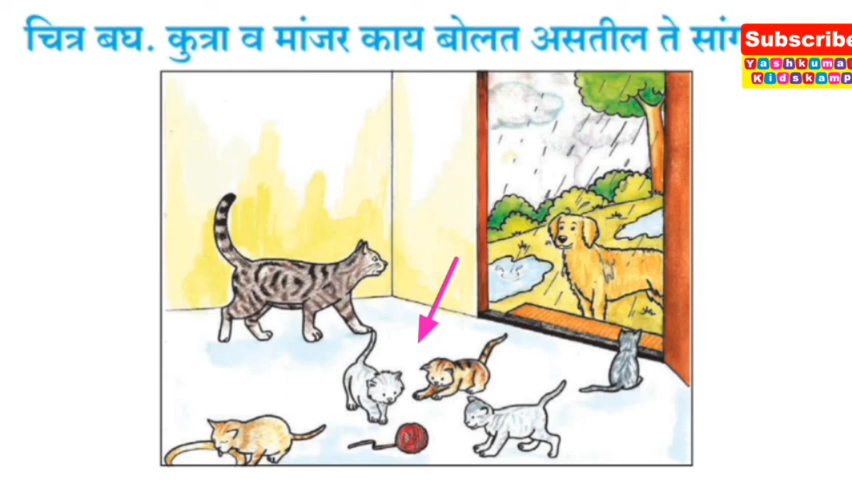 चित्र बघ. कुत्रा व मांजर काय बोलत असतील ते
Subscribe
Yashkumar
Kidskamp